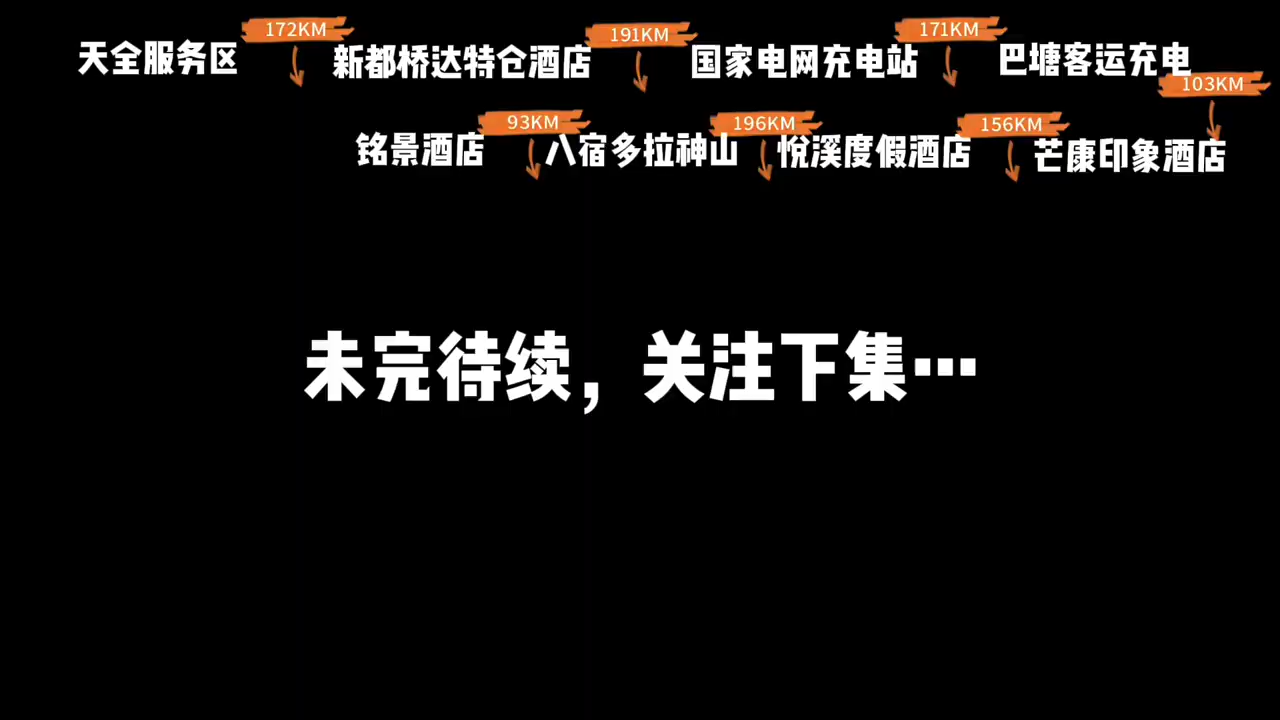 172KM 191KM 171KM
天全服务区 新都桥达特仓酒店 国家电网充电站 巴塘客运充电
103KM
93KM 196KM 156KM
铭景酒店 八宿多拉神山 悦溪度假酒店 芒康印象酒店
未完待续，关注下集…